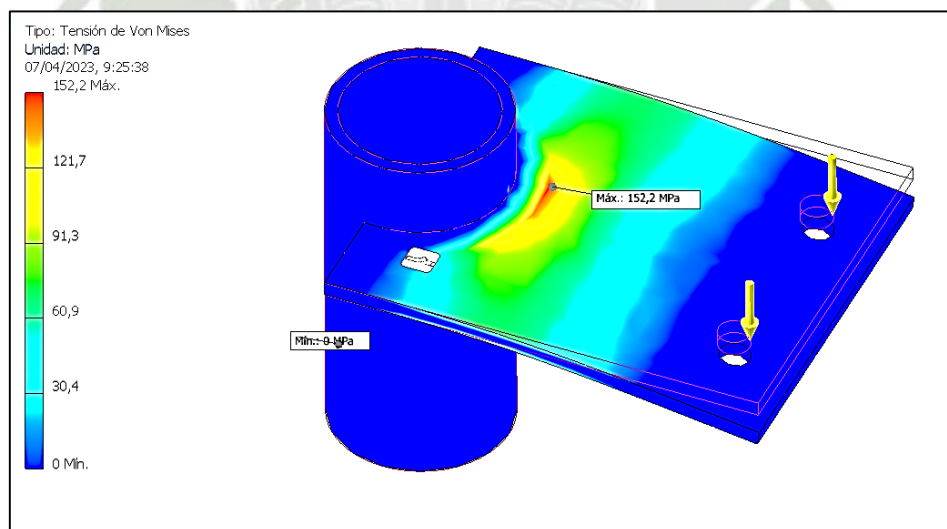 Tipo: Tensión de Von Mises
Unidad: MPa
07/04/2023, 9:25:38
152,2 Máx.
121,7
91,3
60,9
30,4
0 Mín.
Máx.: 152,2 MPa
Mín.: 0 MPa